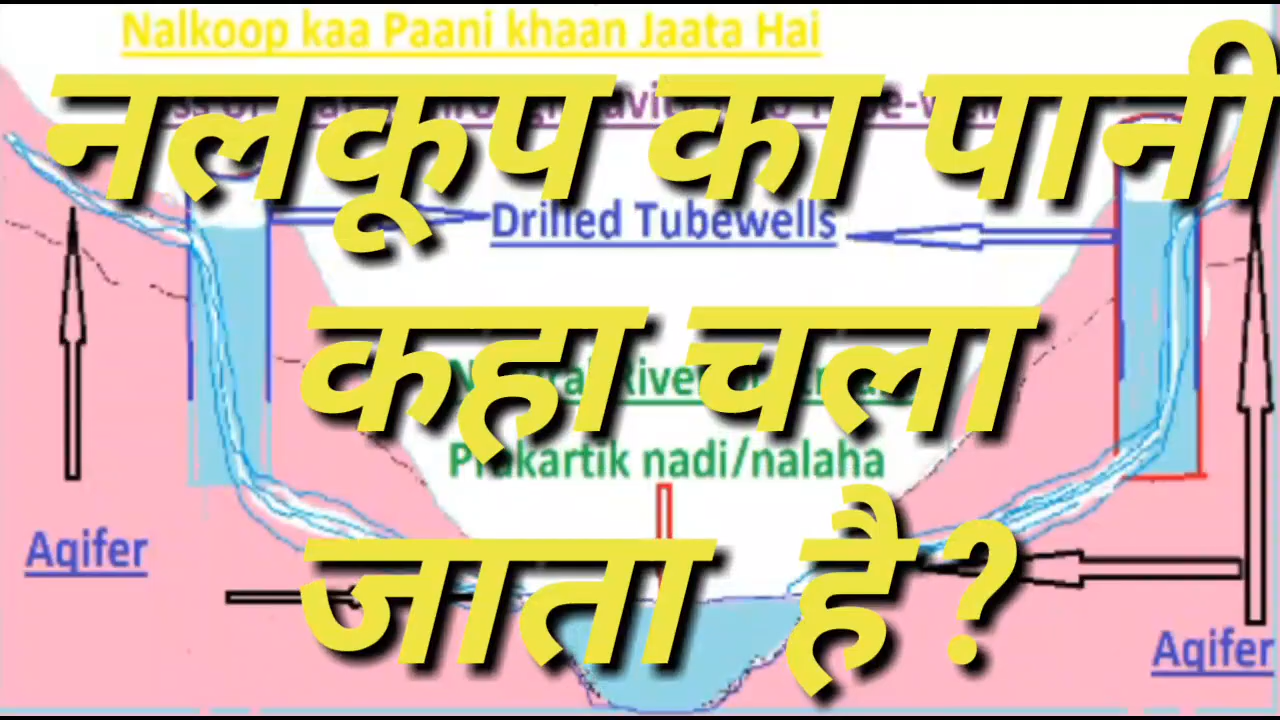 Nalkoop kaa Paani khaan Jaata Hai
नलकूप का पानी
Drilled Tubewells
कहा चला
Prakartik nadi/nalaha
जाता है ?
Aqifer
Aqifer